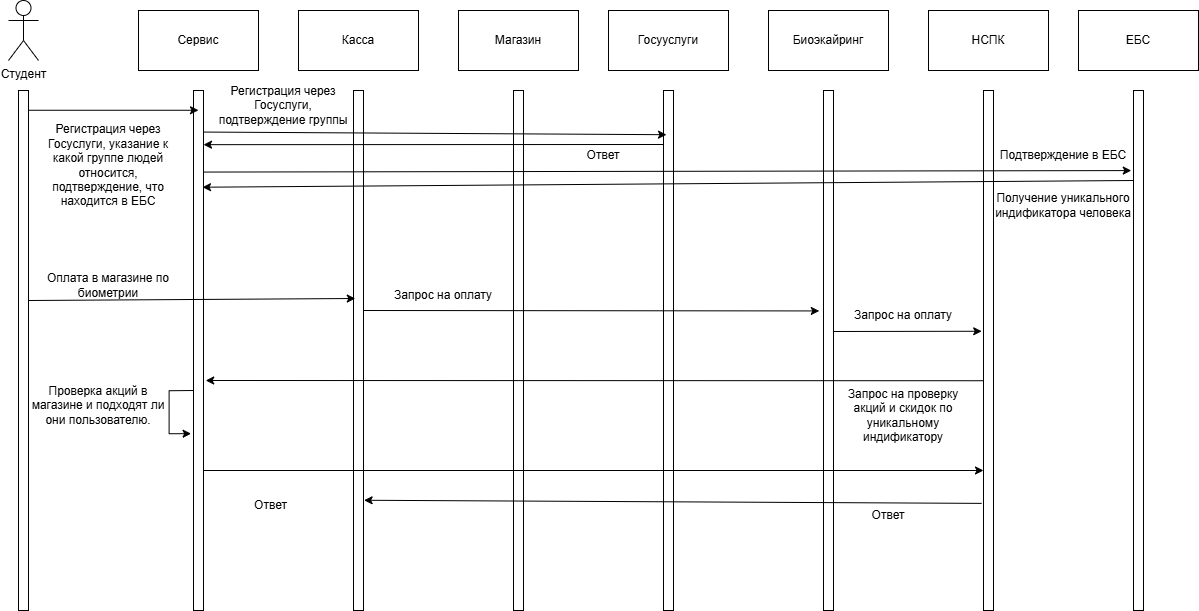 Студент
Сервис
Касса
Магазин
Госууслуги
Биоэкайринг
НСПК
ЕБС
Регистрация через
Госуслуги,
подтверждение группы
Регистрация через
Госуслуги, указание к
какой группе людей
относится,
подтверждение, что
находится в ЕБС
Ответ
Подтверждение в ЕБС
Получение уникального
индификатора человека
Оплата в магазине по
биометрии
Запрос на оплату
Запрос на оплату
Проверка акций в
магазине и подходят ли
они пользователю.
Запрос на проверку
акций и скидок по
уникальному
индификатору
Ответ
Ответ